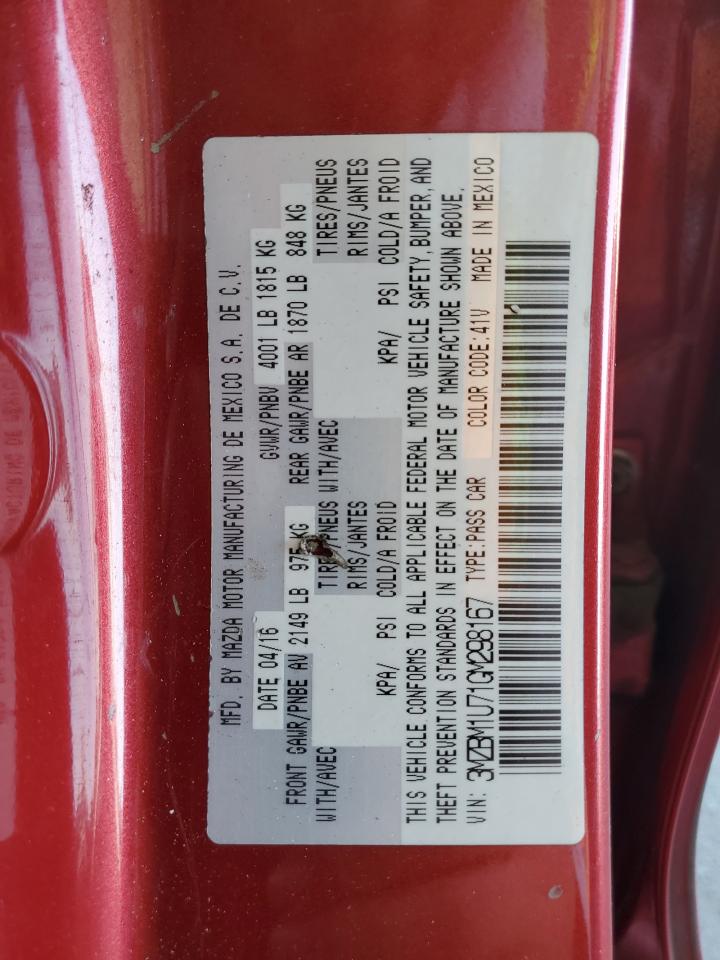 MFD. BY MAZDA MOTOR MANUFACTURING DE MEXICO S.A. DE C.V.
DATE 04/16 GVWR/PNBV 4001 LB 1815 KG
FRONT GAWR/PNBE AV 2149 LB 975 KG REAR GAWR/PNBE AR 1870 LB 848 KG
WITH/AVEC TIRES/PNEUS WITH/AVEC TIRES/PNEUS
RIMS/JANTES RIMS/JANTES
KPA/ PSI COLD/A FROID KPA/ PSI COLD/A FROID
THIS VEHICLE CONFORMS TO ALL APPLICABLE FEDERAL MOTOR VEHICLE SAFETY, BUMPER, AND
THEFT PREVENTION STANDARDS IN EFFECT ON THE DATE OF MANUFACTURE SHOWN ABOVE.
VIN: 3MZBM1U71GM298167 TYPE:PASS CAR COLOR CODE:41V MADE IN MEXICO